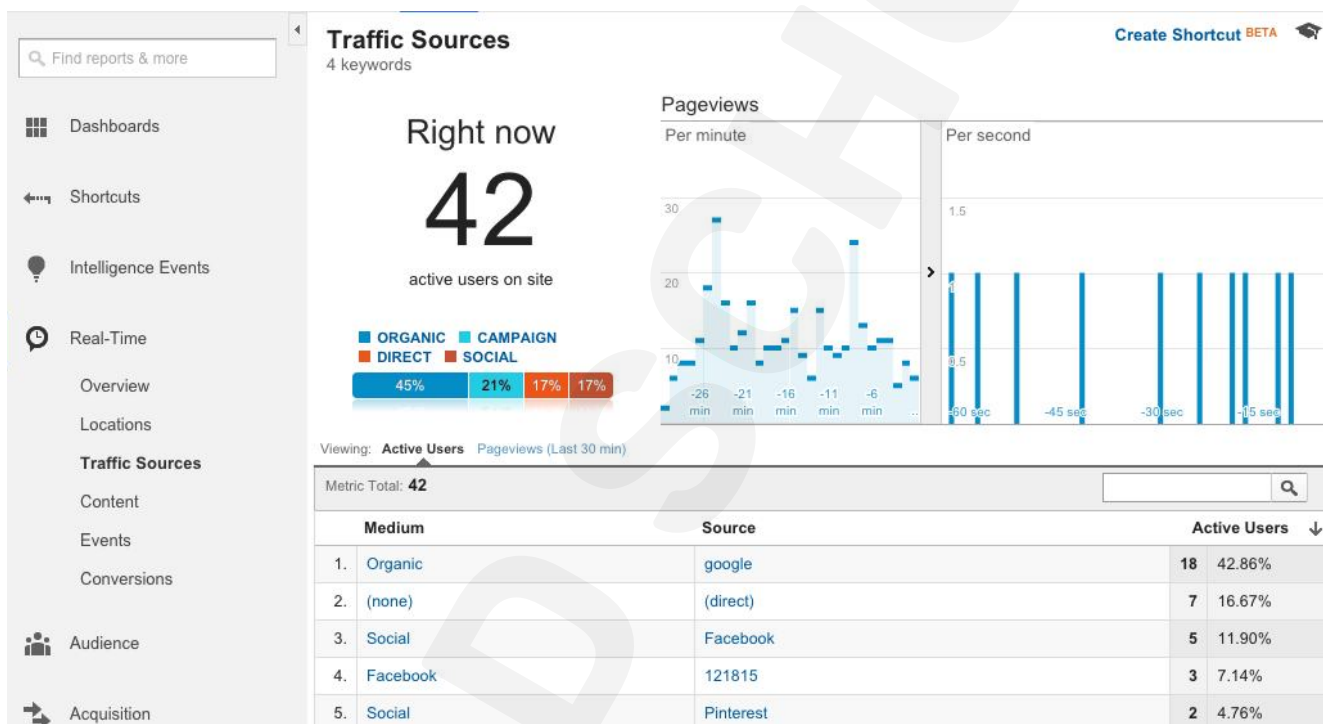 Find reports & more
Dashboards
Shortcuts
Intelligence Events
Real-Time
Overview
Locations
Traffic Sources
Content
Events
Conversions
Audience
Acquisition
Traffic Sources
4 keywords
Create Shortcut BETA
Right now
42
active users on site
ORGANIC CAMPAIGN
DIRECT SOCIAL
45% 21% 17% 17%
Pageviews
Per minute
30
20
10
-26 min -21 min -16 min -11 min -6 min ..
Per second
1.5
1
0.5
-60 sec -45 sec -30 sec -15 sec
Viewing: Active Users Pageviews (Last 30 min)
Metric Total: 42
Medium Source Active Users
1. Organic google 18 42.86%
2. (none) (direct) 7 16.67%
3. Social Facebook 5 11.90%
4. Facebook 121815 3 7.14%
5. Social Pinterest 2 4.76%